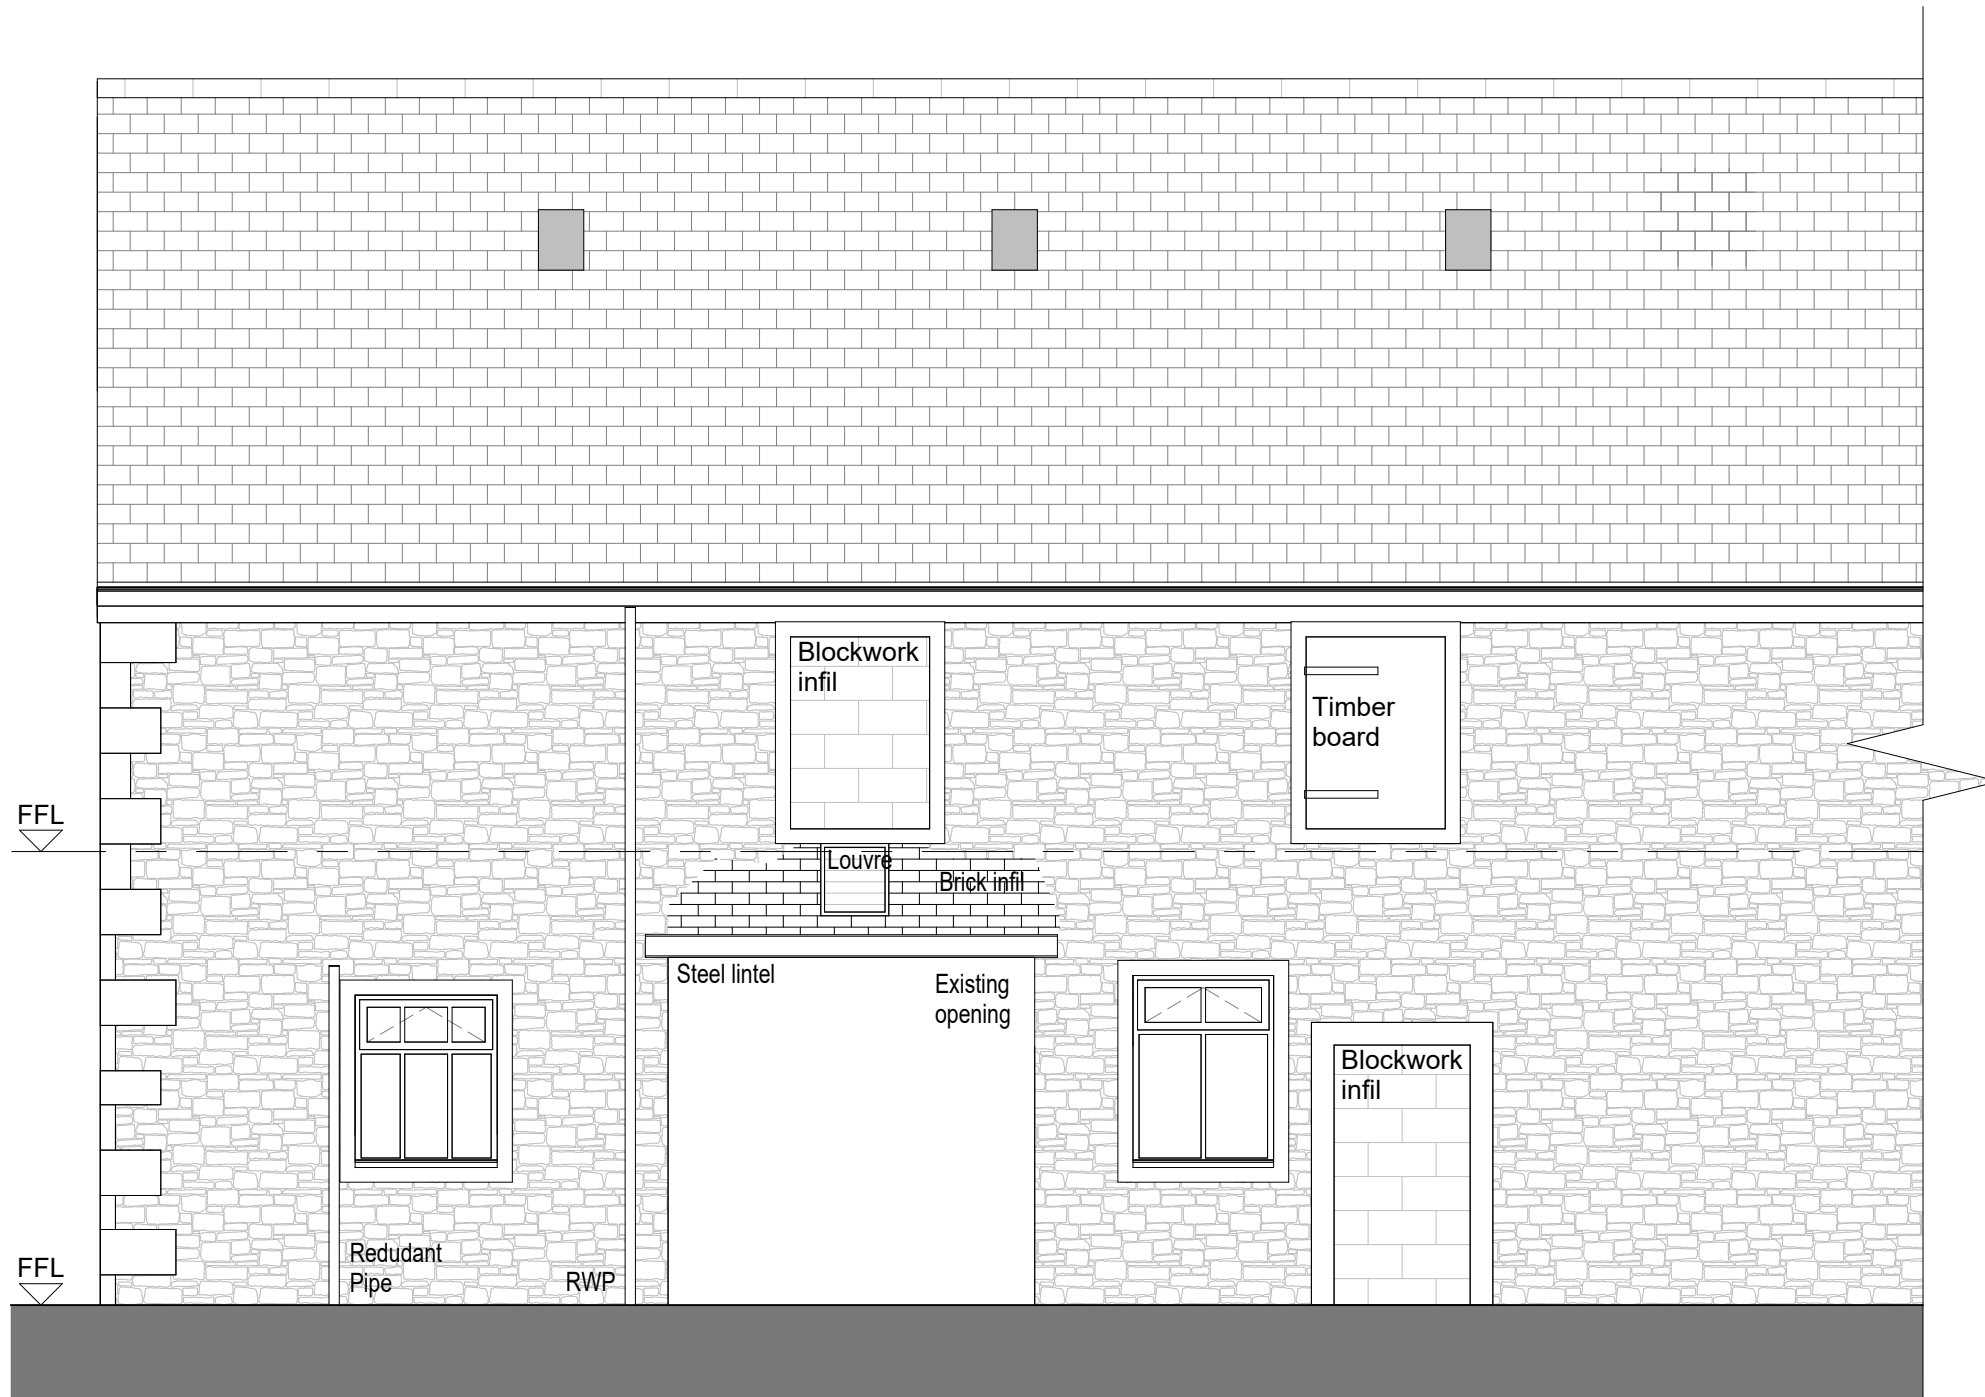 Blockwork
infil
Timber
board
FFL
Louvre
Brick infil
Steel lintel
Existing
opening
Blockwork
infil
Redudant
Pipe
RWP
FFL